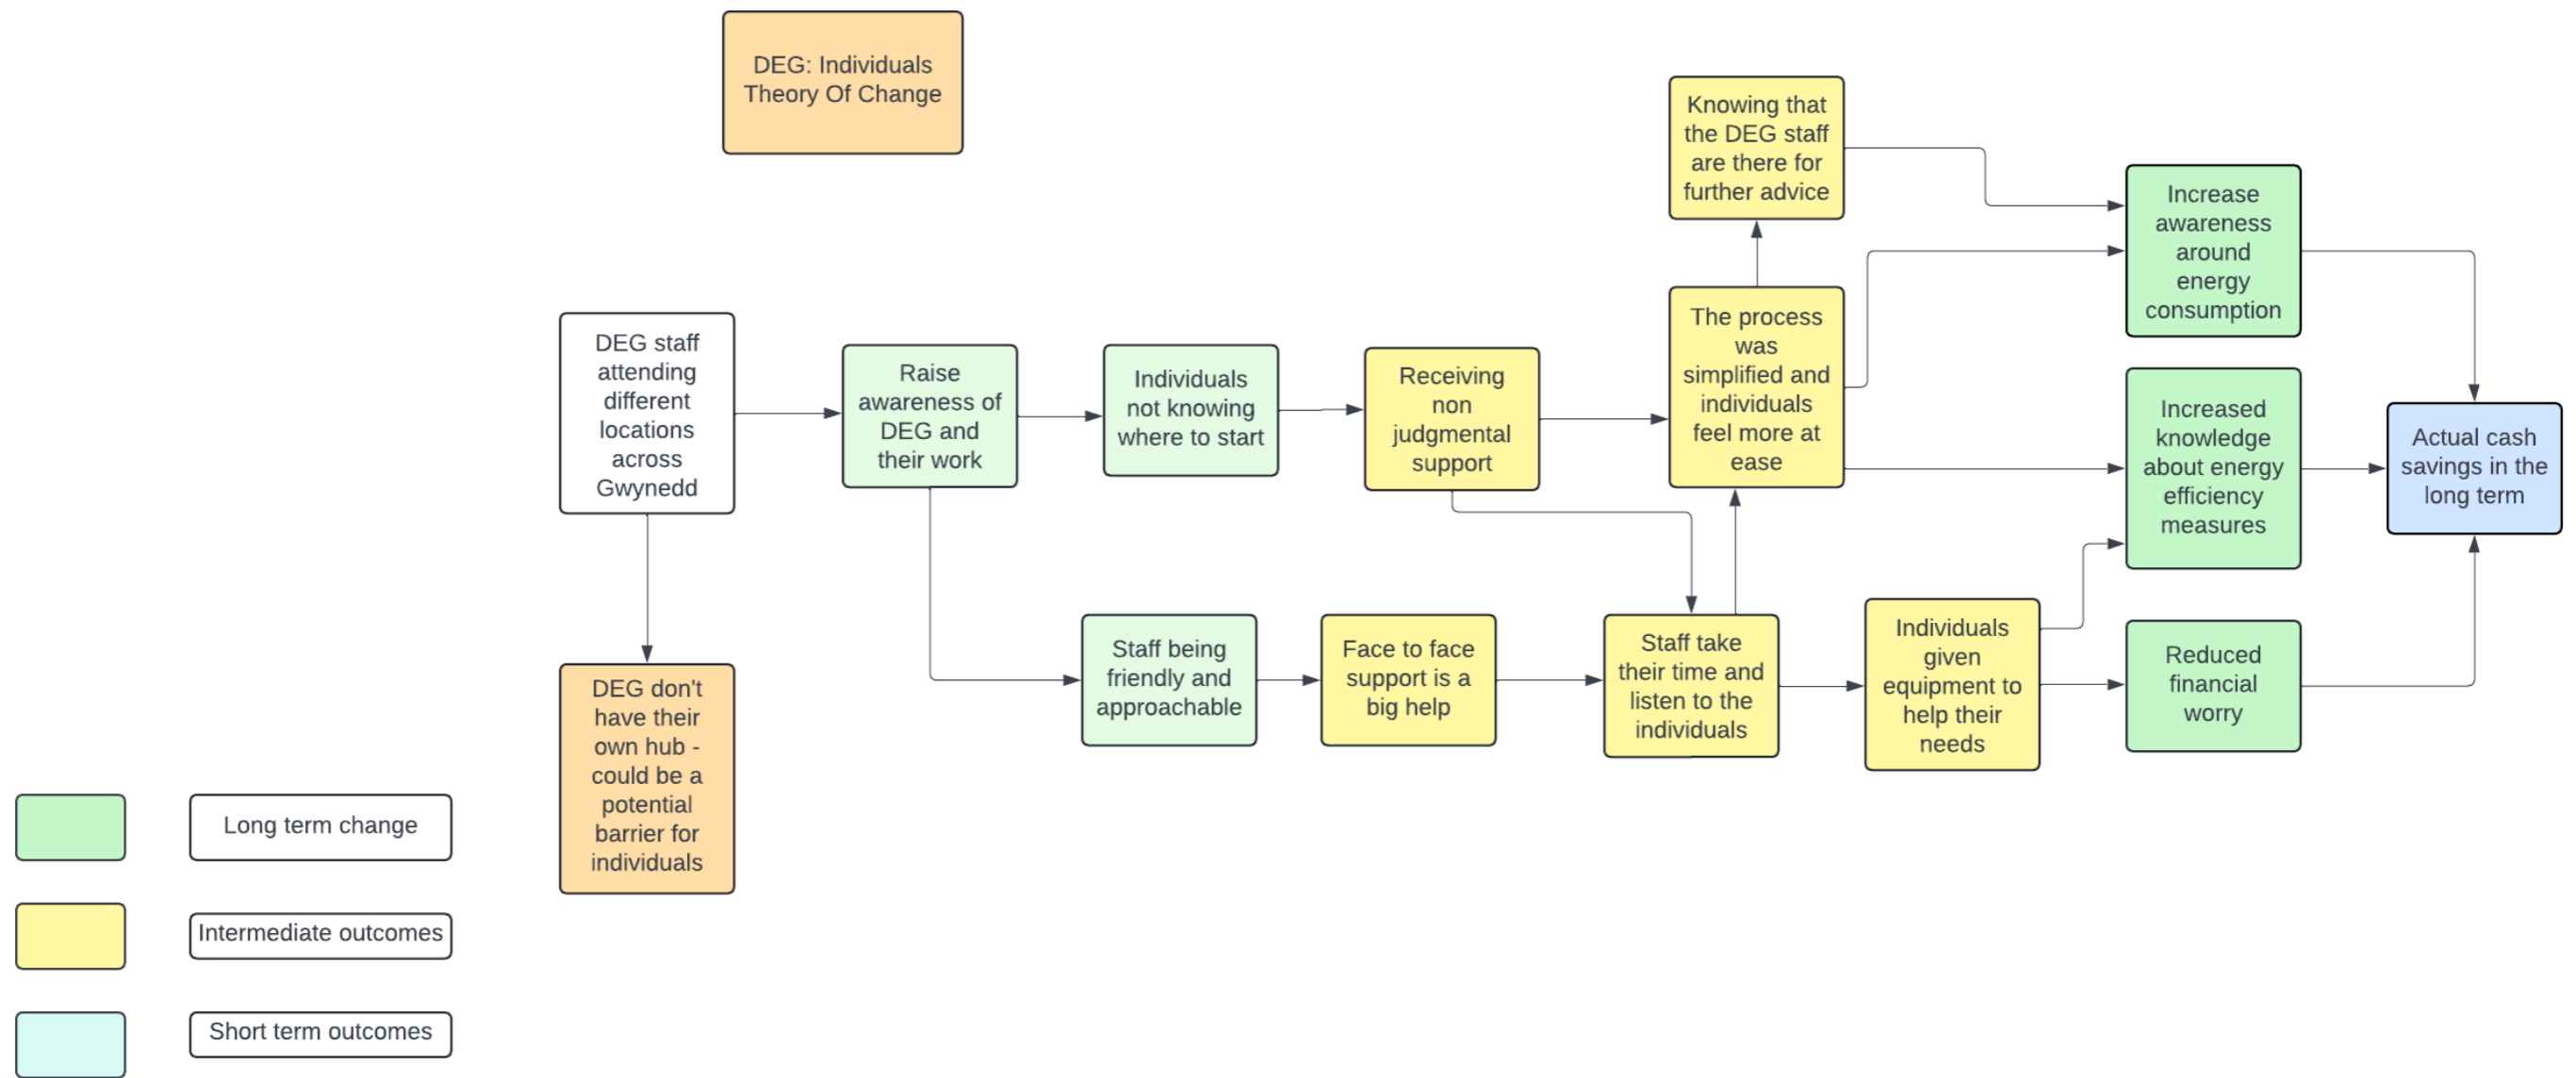 DEG: Individuals
Theory Of Change
Knowing that
the DEG staff
are there for
further advice
Increase
awareness
around
energy
consumption
DEG staff
attending
different
locations
across
Gwynedd
Raise
awareness of
DEG and
their work
Individuals
not knowing
where to start
Receiving
non
judgmental
support
The process
was
simplified and
individuals
feel more at
ease
Increased
knowledge
about energy
efficiency
measures
Actual cash
savings in the
long term
DEG don't
have their
own hub -
could be a
potential
barrier for
individuals
Staff being
friendly and
approachable
Face to face
support is a
big help
Staff take
their time and
listen to the
individuals
Individuals
given
equipment to
help their
needs
Reduced
financial
worry
Long term change
Intermediate outcomes
Short term outcomes